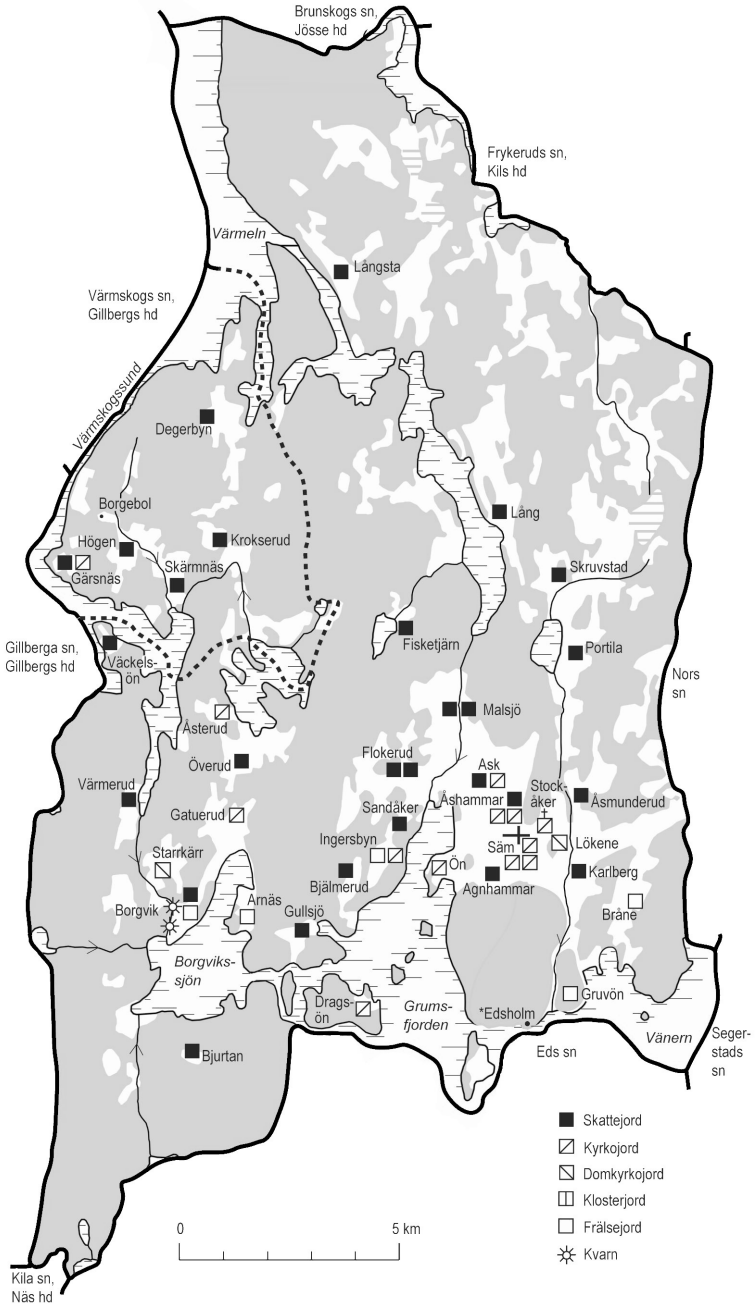 Brunskogs sn,
Jösse hd
Frykeruds sn,
Kils hd
Värmeln
Långsta
Värmskogs sn,
Gillbergs hd
Värmskogssund
Degerbyn
Borgebol
Lång
Högen
Krokserud
Gärsnäs
Skärmnäs
Skruvstad
Gillberga sn,
Gillbergs hd
Väckels-
ön
Fisketjärn
Portila
Nors
sn
Åsterud
Malsjö
Överud
Flokerud
Ask
Stock-
åker
Värmerud
Åshammar
Åsmunderud
Gatuerud
Sandåker
Ingersbyn
Säm
Lökene
Starrkärr
Bjälmerud
Ön
Agnhammar
Karlberg
Borgvik
Arnäs
Gullsjö
Bråne
Borgviks-
sjön
Drags-
ön
Grums-
fjorden
*Edsholm
Gruvön
Vänern
Seger-
stads
sn
Bjurtan
Eds sn
Skattejord
Kyrkojord
Domkyrkojord
Klosterjord
Frälsejord
Kvarn
0 5 km
Kila sn,
Näs hd